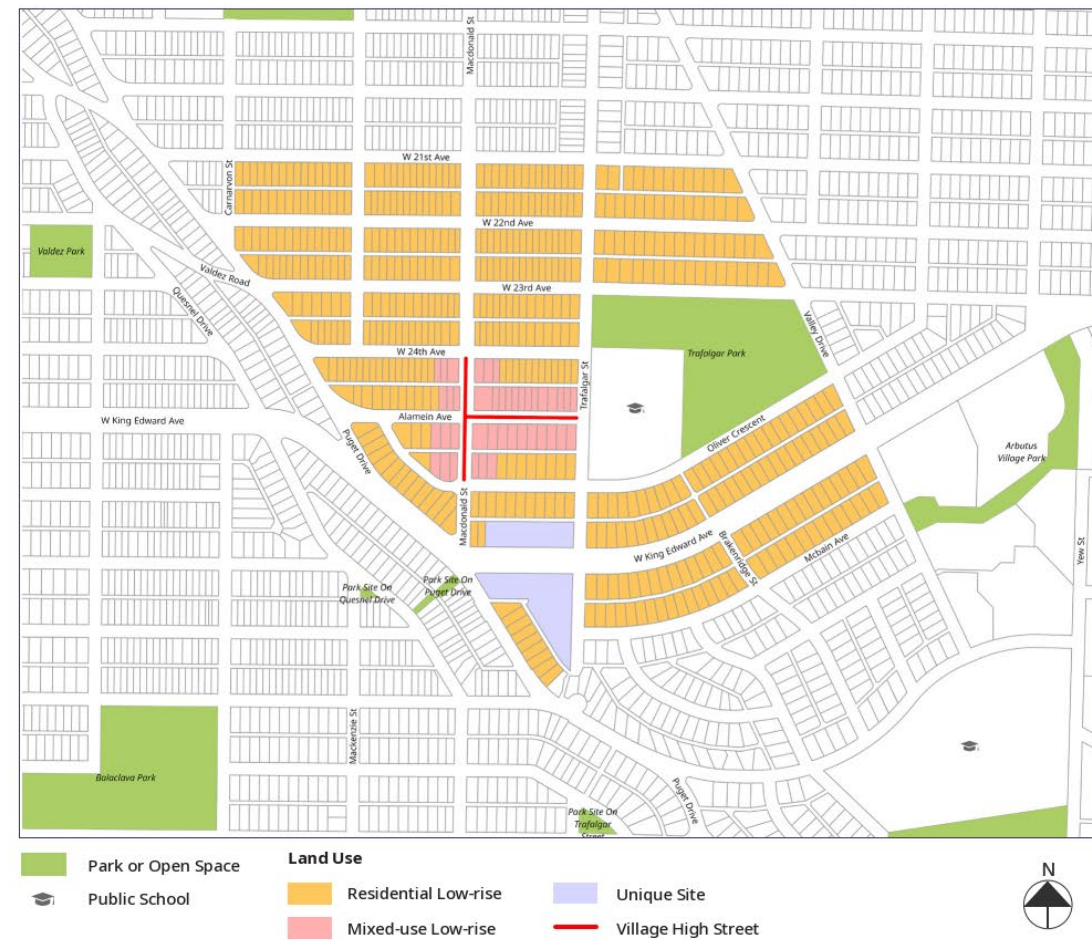 Macdonald St
W 21st Ave
Carnarvon St
W 22nd Ave
Valdez Park
Valdez Road
W 23rd Ave
Quesnel Drive
Valley Drive
W 24th Ave
Trafalgar Park
Trafalgar St
Alamein Ave
W King Edward Ave
Oliver Crescent
Puget Drive
Arbutus
Village Park
Macdonald St
W King Edward Ave
Brakenridge St
Mcbain Ave
Yew St
Park Site On
Quesnel Drive
Park Site On
Puget Drive
Mackenzie St
Balaclava Park
Puget Drive
Park Site On
Trafalgar
Street
Park or Open Space
Public School
Land Use
Residential Low-rise
Mixed-use Low-rise
Unique Site
Village High Street
N